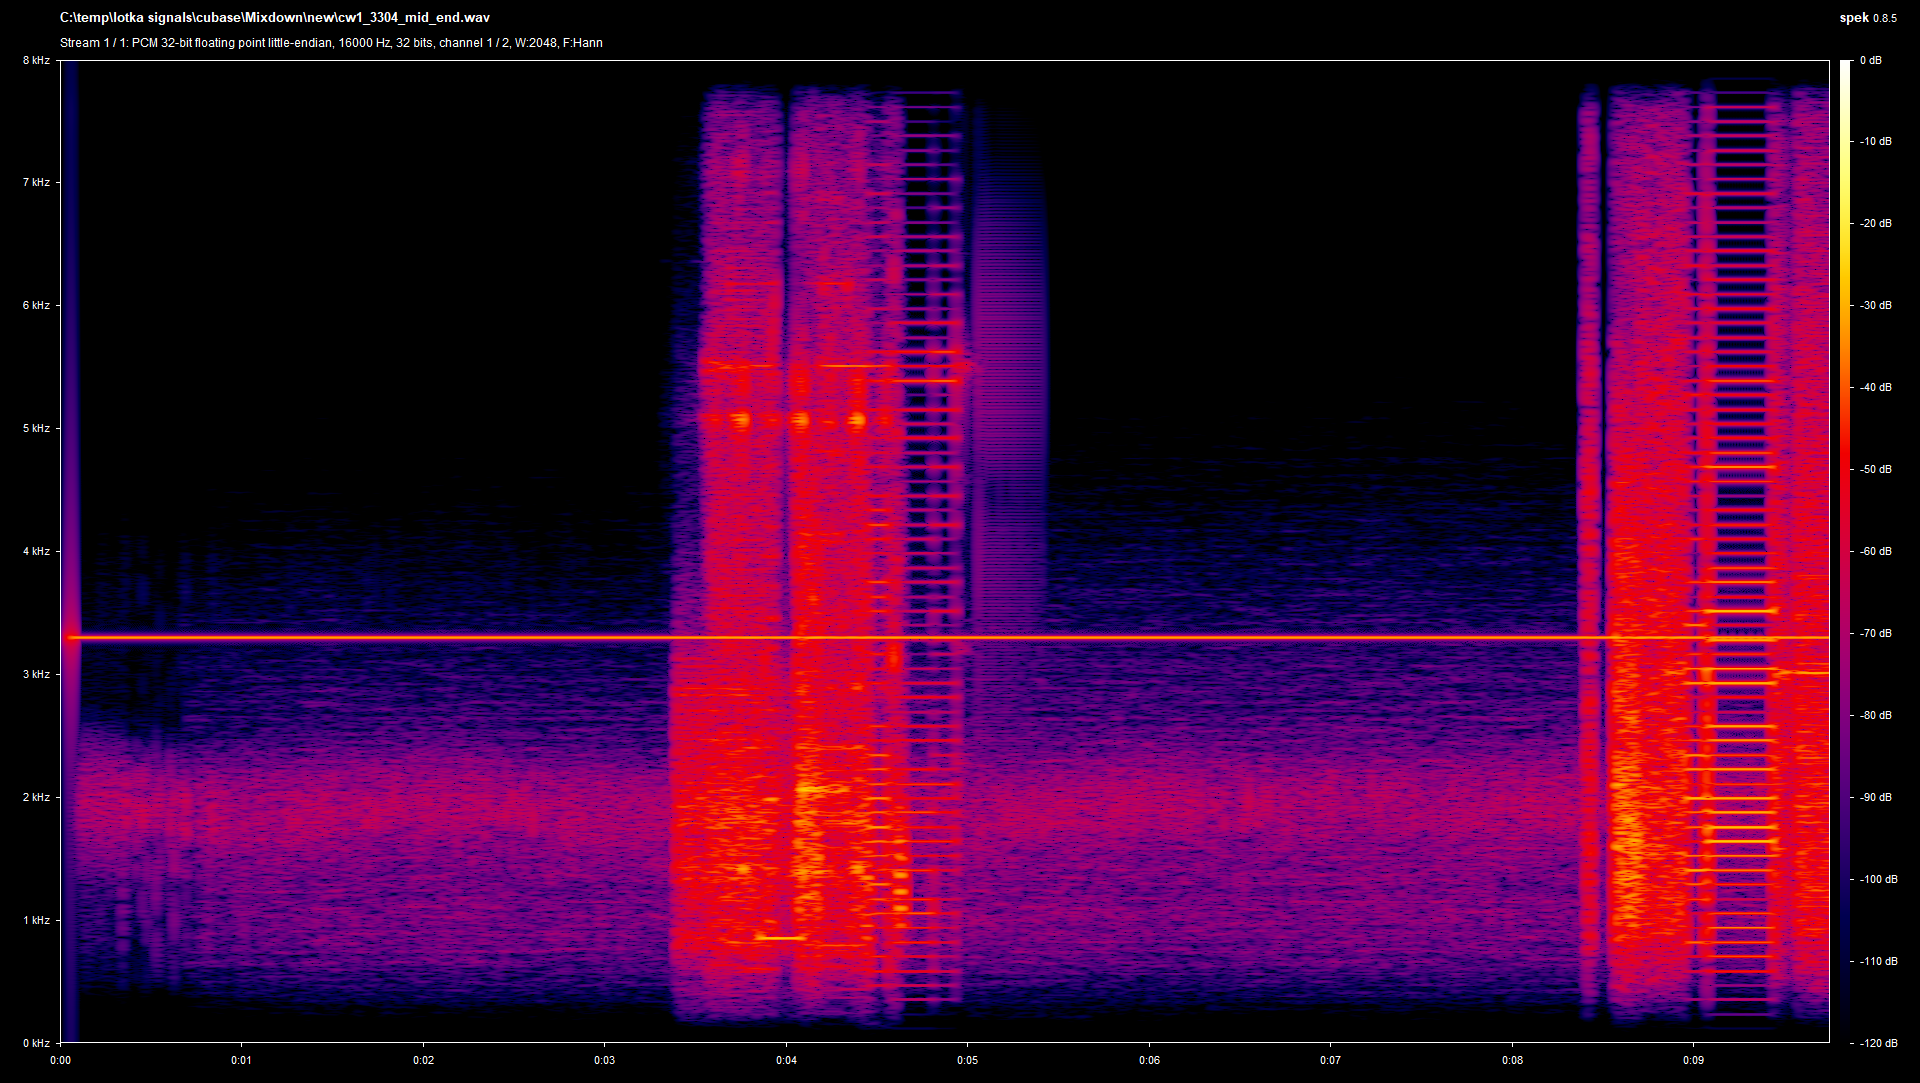 C:\temp\lotka signals\cubase\Mixdown\new\cw1_3304_mid_end.wav
spek 0.8.5
Stream 1 / 1: PCM 32-bit floating point little-endian, 16000 Hz, 32 bits, channel 1 / 2, W:2048, F:Hann
8 kHz
7 kHz
6 kHz
5 kHz
4 kHz
3 kHz
2 kHz
1 kHz
0 kHz
0:00
0:01
0:02
0:03
0:04
0:05
0:06
0:07
0:08
0:09
0 dB
-10 dB
-20 dB
-30 dB
-40 dB
-50 dB
-60 dB
-70 dB
-80 dB
-90 dB
-100 dB
-110 dB
-120 dB